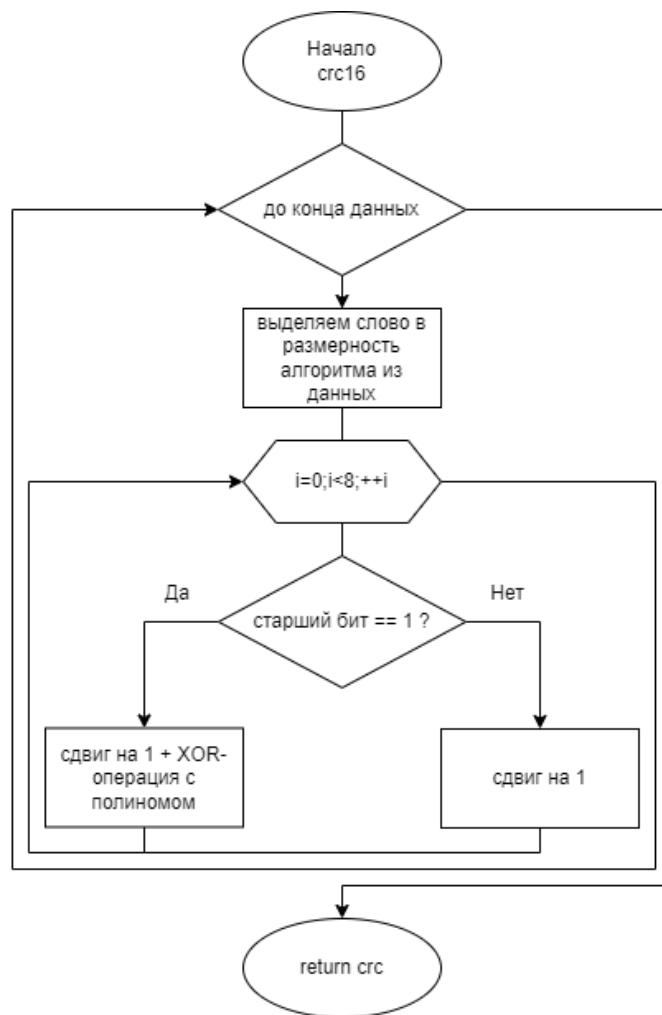 Начало
crc16
до конца данных
выделяем слово в
размерность
алгоритма из
данных
i=0;i<8;++i
Да
Нет
старший бит == 1 ?
сдвиг на 1 + XOR-
операция с
полиномом
сдвиг на 1
return crc